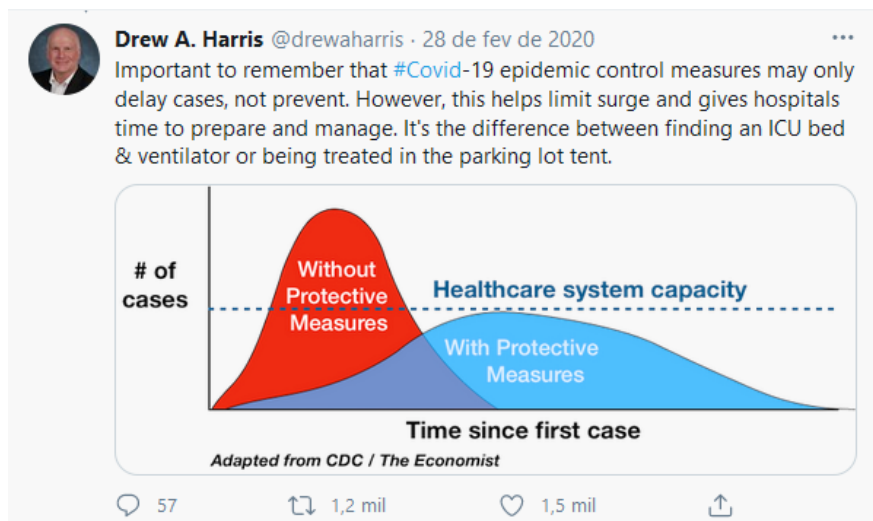 Drew A. Harris @drewaharris · 28 de fev de 2020
Important to remember that #Covid-19 epidemic control measures may only
delay cases, not prevent. However, this helps limit surge and gives hospitals
time to prepare and manage. It's the difference between finding an ICU bed
& ventilator or being treated in the parking lot tent.
# of
cases
Without
Protective
Measures
Healthcare system capacity
With Protective
Measures
Time since first case
Adapted from CDC / The Economist
57 1,2 mil 1,5 mil